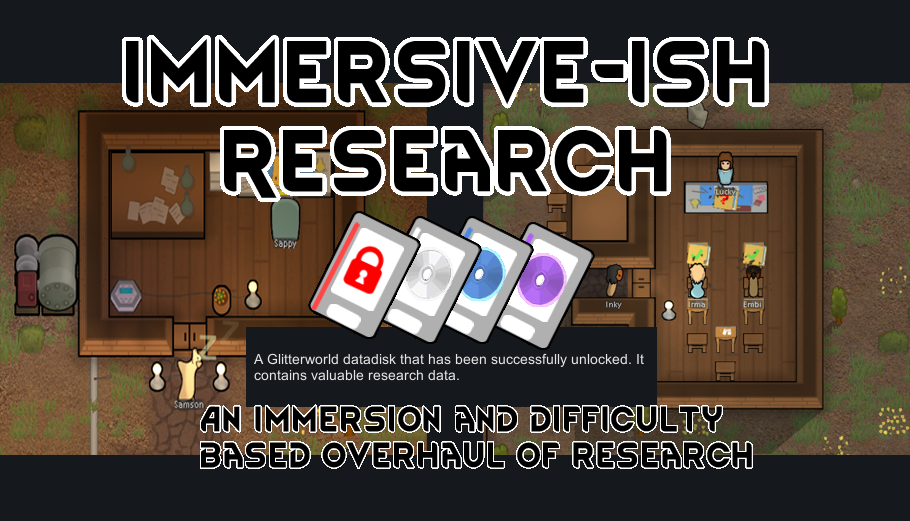 IMMERSIVE-ISH
RESEARCH
Lucky
Sappy
Inky
Irma
Embi
A Glitterworld datadisk that has been successfully unlocked. It
contains valuable research data.
Samson
AN IMMERSION AND DIFFICULTY
BASED OVERHAUL OF RESEARCH